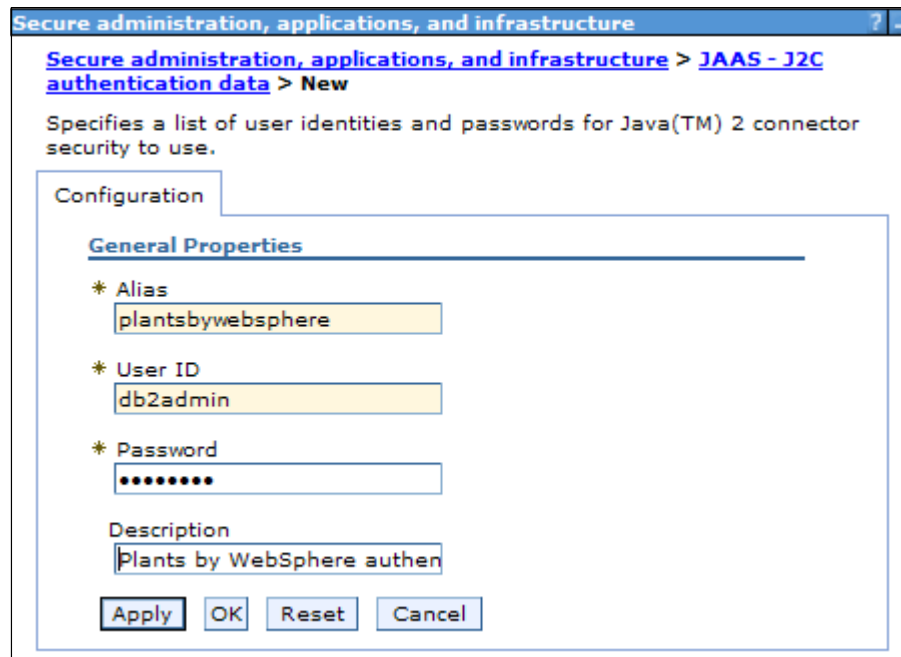 Secure administration, applications, and infrastructure ? -
Secure administration, applications, and infrastructure > JAAS - J2C
authentication data > New
Specifies a list of user identities and passwords for Java(TM) 2 connector
security to use.
Configuration
General Properties
* Alias
plantsbywebsphere
* User ID
db2admin
* Password
••••••••
Description
Plants by WebSphere authen
Apply OK Reset Cancel